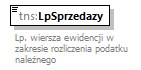 tns:LpSprzedazy
Lp. wiersza ewidencji w
zakresie rozliczenia podatku
należnego